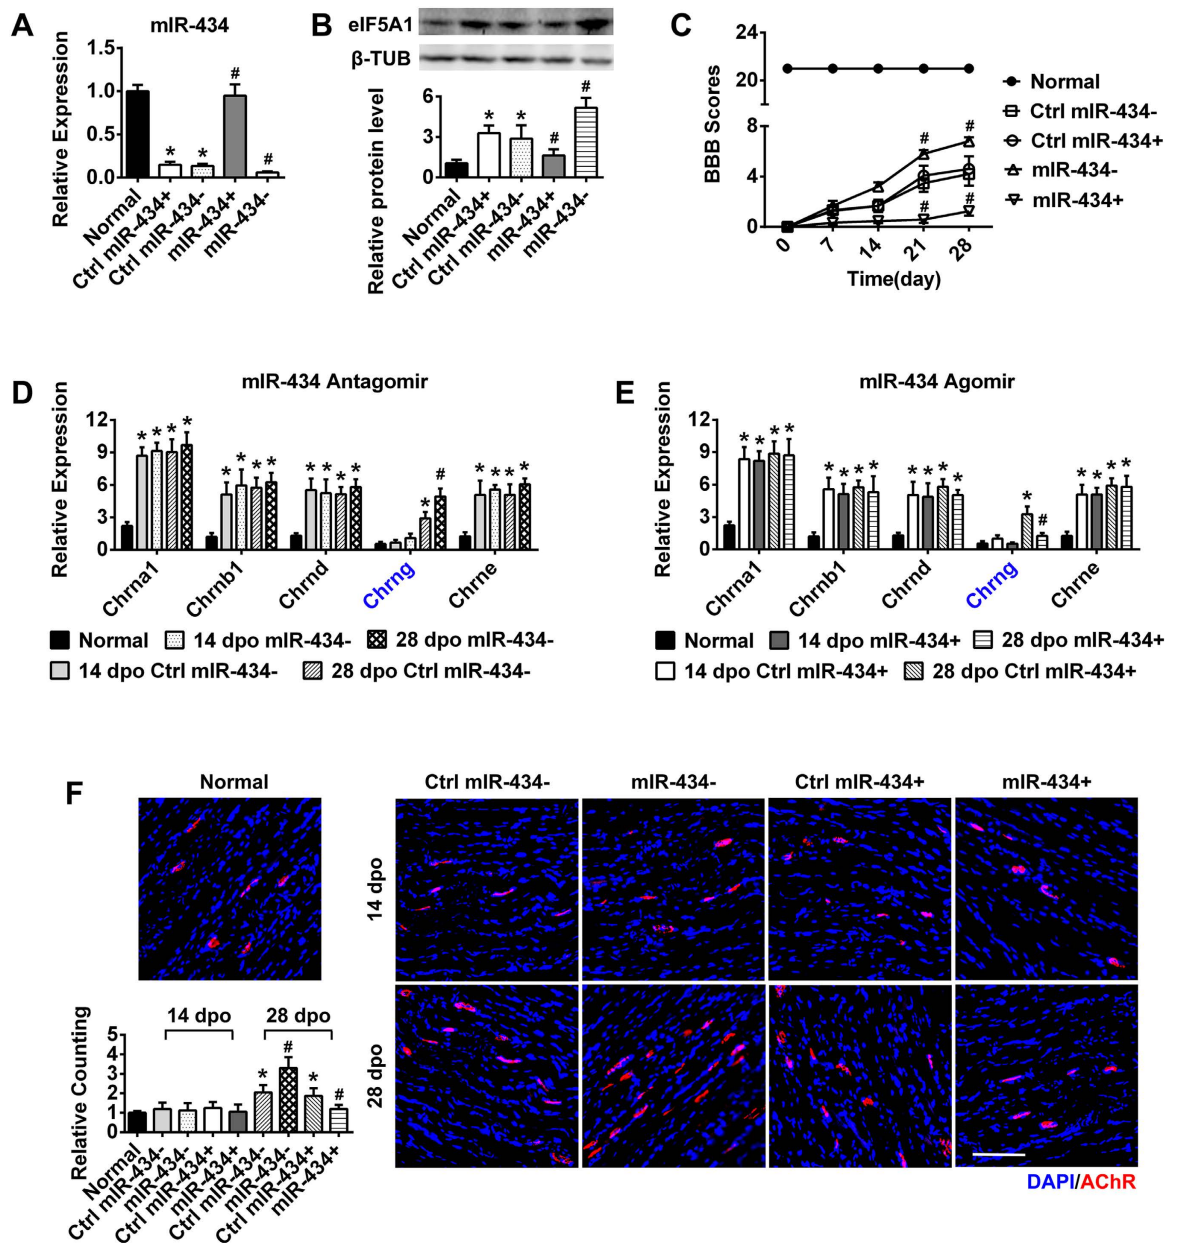 A
mIR-434
Relative Expression
1.5
1.0
0.5
0.0
Normal
Ctrl mIR-434+
Ctrl mIR-434-
mIR-434+
mIR-434-
*
*
#
#
B
eIF5A1
β-TUB
Relative protein level
6
3
0
Normal
Ctrl mIR-434+
Ctrl mIR-434-
mIR-434+
mIR-434-
*
*
#
#
C
BBB Scores
24
20
8
4
0
0
7
14
21
28
Time(day)
#
#
#
#
Normal
Ctrl mIR-434-
Ctrl mIR-434+
mIR-434-
mIR-434+
D
mIR-434 Antagomir
Relative Expression
12
9
6
3
0
* * * *
* * * *
* * * *
* #
* * * *
Chrna1
Chrnb1
Chrnd
Chrng
Chrne
Normal
14 dpo mIR-434-
28 dpo mIR-434-
14 dpo Ctrl mIR-434-
28 dpo Ctrl mIR-434-
E
mIR-434 Agomir
Relative Expression
12
9
6
3
0
* * * *
* * * *
* * * *
* #
* * * *
Chrna1
Chrnb1
Chrnd
Chrng
Chrne
Normal
14 dpo mIR-434+
28 dpo mIR-434+
14 dpo Ctrl mIR-434+
28 dpo Ctrl mIR-434+
F
Normal
Ctrl mIR-434-
mIR-434-
Ctrl mIR-434+
mIR-434+
14 dpo
28 dpo
DAPI/AChR
14 dpo
28 dpo
Relative Counting
5
4
3
2
1
0
* # * #
Normal
Ctrl mIR-434-
mIR-434-
Ctrl mIR-434+
mIR-434+
Ctrl mIR-434-
mIR-434-
Ctrl mIR-434+
mIR-434+